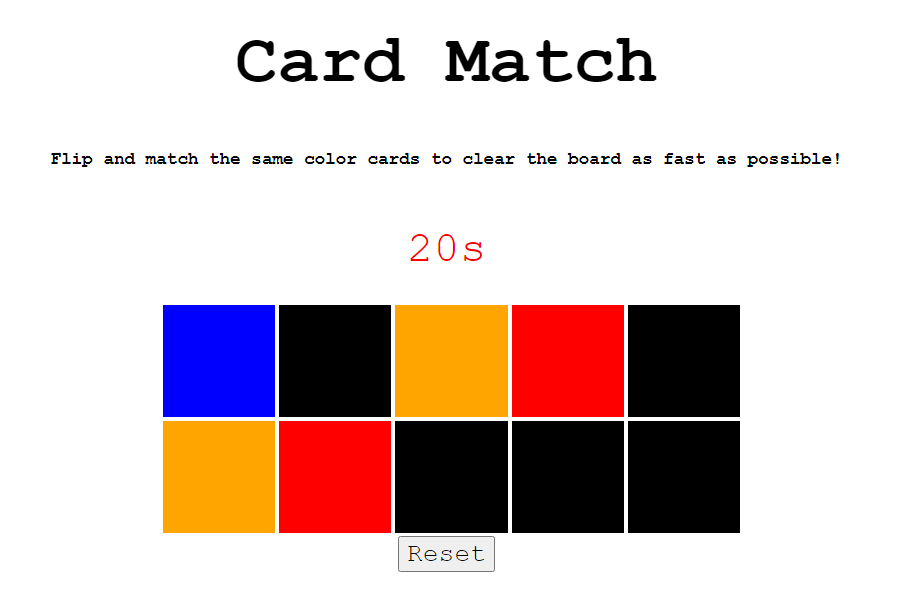 Card Match
Flip and match the same color cards to clear the board as fast as possible!
20s
Reset